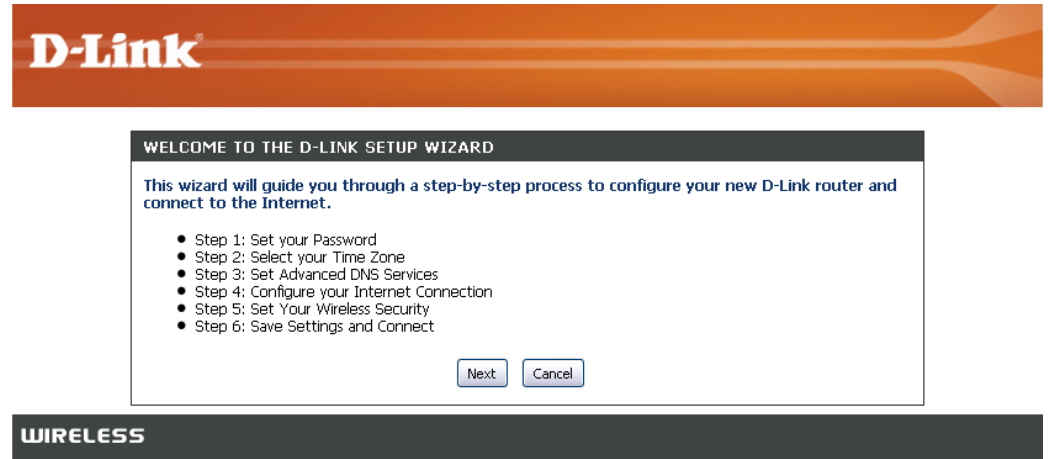 D-Link®
WELCOME TO THE D-LINK SETUP WIZARD
This wizard will guide you through a step-by-step process to configure your new D-Link router and
connect to the Internet.
● Step 1: Set your Password
● Step 2: Select your Time Zone
● Step 3: Set Advanced DNS Services
● Step 4: Configure your Internet Connection
● Step 5: Set Your Wireless Security
● Step 6: Save Settings and Connect
Next Cancel
WIRELESS